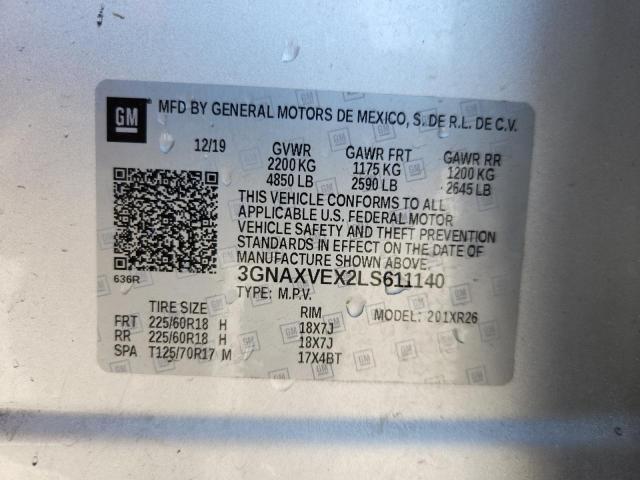 GM MFD BY GENERAL MOTORS DE MEXICO, S. DE R.L. DE C.V.
12/19 GVWR GAWR FRT GAWR RR
2200 KG 1175 KG 1200 KG
4850 LB 2590 LB 2645 LB
THIS VEHICLE CONFORMS TO ALL
APPLICABLE U.S. FEDERAL MOTOR
VEHICLE SAFETY AND THEFT PREVENTION
STANDARDS IN EFFECT ON THE DATE OF
MANUFACTURE SHOWN ABOVE.
636R 3GNAXVEX2LS611140
TYPE: M.P.V.
TIRE SIZE RIM MODEL: 201XR26
FRT 225/60R18 H 18X7J
RR 225/60R18 H 18X7J
SPA T125/70R17 M 17X4BT